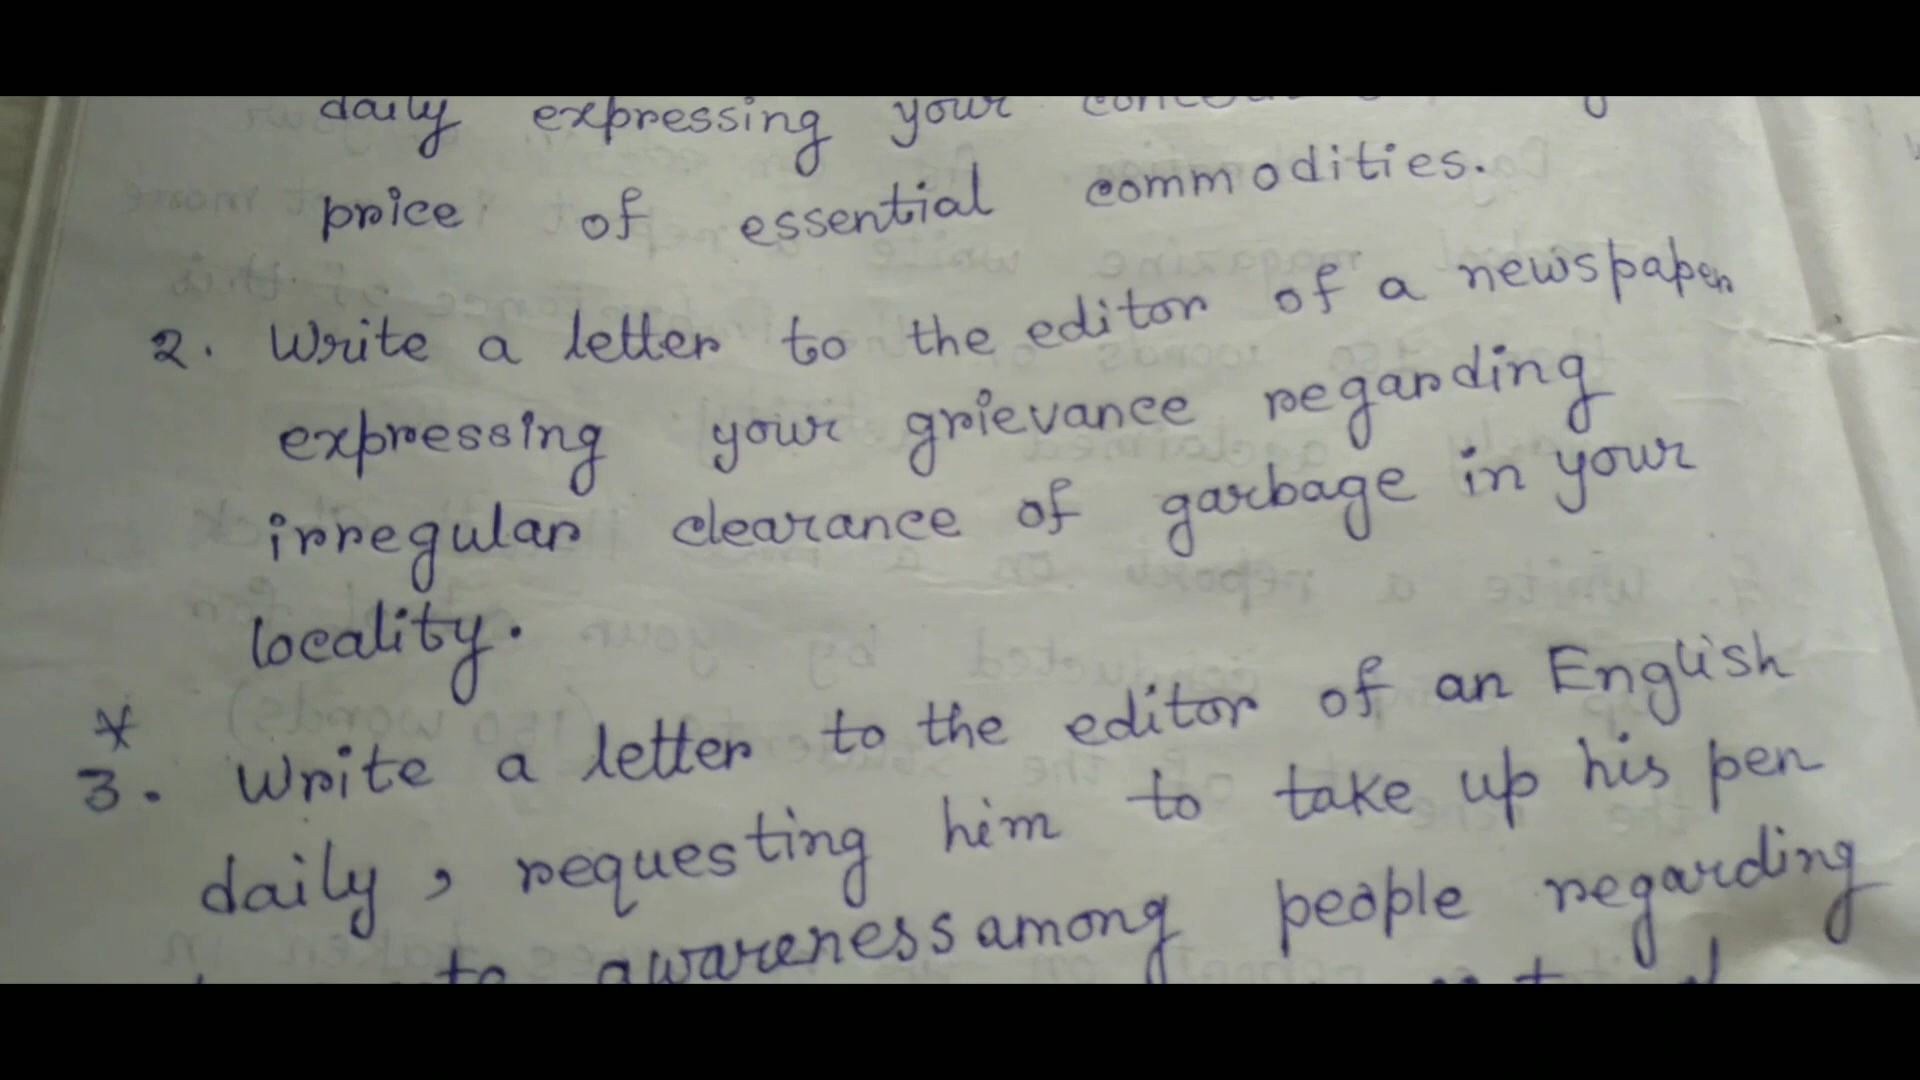 daily expressing your
price of essential commodities.
2. Write a letter to the editor of a newspaper
expressing your grievance regarding
irregular clearance of garbage in your
locality.
*
3. Write a letter to the editor of an English
daily, requesting him to take up his pen
to awareness among people regarding